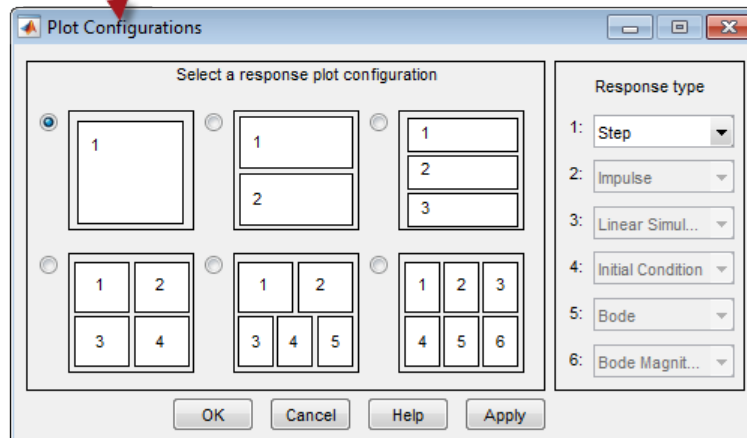 Plot Configurations
Select a response plot configuration
1
1
2
1
2
3
1 2
3 4
1 2
3 4 5
1 2 3
4 5 6
Response type
1: Step
2: Impulse
3: Linear Simul...
4: Initial Condition
5: Bode
6: Bode Magnit...
OK Cancel Help Apply